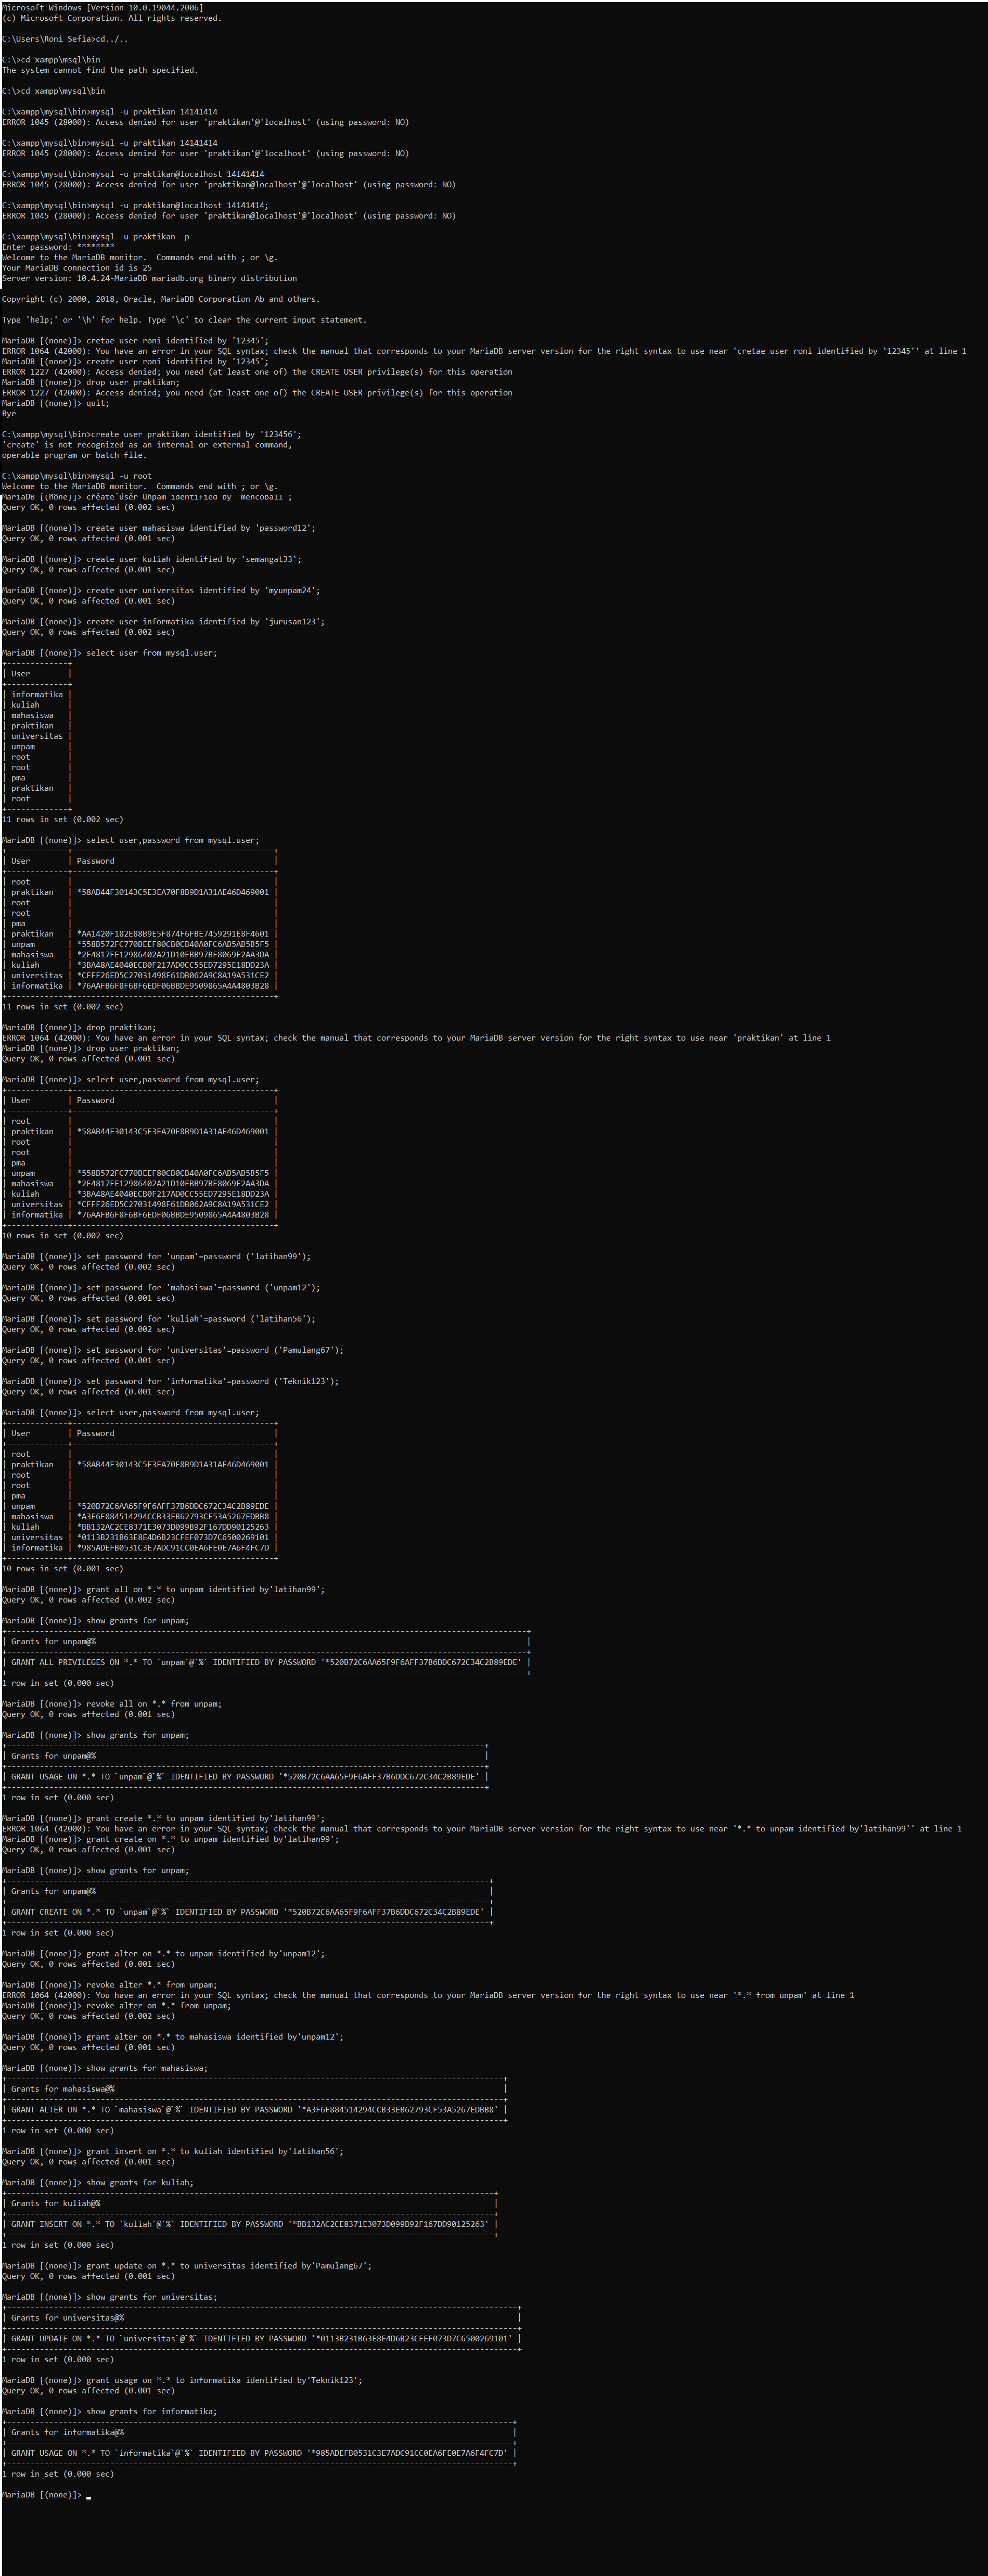 Microsoft Windows [Version 10.0.19044.2006]
(c) Microsoft Corporation. All rights reserved.
C:\Users\Roni Sefia>cd../..
C:\>cd xampp\msql\bin
The system cannot find the path specified.
C:\>cd xampp\mysql\bin
C:\xampp\mysql\bin>mysql -u praktikan 14141414
ERROR 1045 (28000): Access denied for user 'praktikan'@'localhost' (using password: NO)
C:\xampp\mysql\bin>mysql -u praktikan 14141414
ERROR 1045 (28000): Access denied for user 'praktikan'@'localhost' (using password: NO)
C:\xampp\mysql\bin>mysql -u praktikan@localhost 14141414
ERROR 1045 (28000): Access denied for user 'praktikan@localhost'@'localhost' (using password: NO)
C:\xampp\mysql\bin>mysql -u praktikan@localhost 14141414;
ERROR 1045 (28000): Access denied for user 'praktikan@localhost'@'localhost' (using password: NO)
C:\xampp\mysql\bin>mysql -u praktikan -p
Enter password: ********
Welcome to the MariaDB monitor.  Commands end with ; or \g.
Your MariaDB connection id is 25
Server version: 10.4.24-MariaDB mariadb.org binary distribution
Copyright (c) 2000, 2018, Oracle, MariaDB Corporation Ab and others.
Type 'help;' or '\h' for help. Type '\c' to clear the current input statement.
MariaDB [(none)]> cretae user roni identified by '12345';
ERROR 1064 (42000): You have an error in your SQL syntax; check the manual that corresponds to your MariaDB server version for the right syntax to use near 'cretae user roni identified by '12345'' at line 1
MariaDB [(none)]> create user roni identified by '12345';
ERROR 1227 (42000): Access denied; you need (at least one of) the CREATE USER privilege(s) for this operation
MariaDB [(none)]> drop user praktikan;
ERROR 1227 (42000): Access denied; you need (at least one of) the CREATE USER privilege(s) for this operation
MariaDB [(none)]> quit;
Bye
C:\xampp\mysql\bin>create user praktikan identified by '123456';
'create' is not recognized as an internal or external command,
operable program or batch file.
C:\xampp\mysql\bin>mysql -u root
Welcome to the MariaDB monitor.  Commands end with ; or \g.
MariaDB [(none)]> create user unpam identified by 'mencoba11';
Query OK, 0 rows affected (0.002 sec)
MariaDB [(none)]> create user mahasiswa identified by 'password12';
Query OK, 0 rows affected (0.001 sec)
MariaDB [(none)]> create user kuliah identified by 'semangat33';
Query OK, 0 rows affected (0.001 sec)
MariaDB [(none)]> create user universitas identified by 'myunpam24';
Query OK, 0 rows affected (0.001 sec)
MariaDB [(none)]> create user informatika identified by 'jurusan123';
Query OK, 0 rows affected (0.002 sec)
MariaDB [(none)]> select user from mysql.user;
+-------------+
| User        |
+-------------+
| informatika |
| kuliah      |
| mahasiswa   |
| praktikan   |
| universitas |
| unpam       |
| root        |
| root        |
| pma         |
| praktikan   |
| root        |
+-------------+
11 rows in set (0.002 sec)
MariaDB [(none)]> select user,password from mysql.user;
+-------------+-------------------------------------------+
| User        | Password                                  |
+-------------+-------------------------------------------+
| root        |                                           |
| praktikan   | *58AB44F30143C5E3EA70F8B9D1A31AE46D469001 |
| root        |                                           |
| root        |                                           |
| pma         |                                           |
| praktikan   | *AA1420F182E88B9E5F874F6FBE7459291E8F4601 |
| unpam       | *558B572FC770BEEF80CB0CB40A0FC6AB5AB5B5F5 |
| mahasiswa   | *2F4817FE12986402A21D10FBB97BF8069F2AA3DA |
| kuliah      | *3BA48AE4040ECB0F217AD0CC55ED7295E18DD23A |
| universitas | *CFFF26ED5C27031498F61DB062A9C8A19A531CE2 |
| informatika | *76AAFB6F8F6BF6EDF06BBDE9509865A4A4803B28 |
+-------------+-------------------------------------------+
11 rows in set (0.002 sec)
MariaDB [(none)]> drop praktikan;
ERROR 1064 (42000): You have an error in your SQL syntax; check the manual that corresponds to your MariaDB server version for the right syntax to use near 'praktikan' at line 1
MariaDB [(none)]> drop user praktikan;
Query OK, 0 rows affected (0.001 sec)
MariaDB [(none)]> select user,password from mysql.user;
+-------------+-------------------------------------------+
| User        | Password                                  |
+-------------+-------------------------------------------+
| root        |                                           |
| praktikan   | *58AB44F30143C5E3EA70F8B9D1A31AE46D469001 |
| root        |                                           |
| root        |                                           |
| pma         |                                           |
| unpam       | *558B572FC770BEEF80CB0CB40A0FC6AB5AB5B5F5 |
| mahasiswa   | *2F4817FE12986402A21D10FBB97BF8069F2AA3DA |
| kuliah      | *3BA48AE4040ECB0F217AD0CC55ED7295E18DD23A |
| universitas | *CFFF26ED5C27031498F61DB062A9C8A19A531CE2 |
| informatika | *76AAFB6F8F6BF6EDF06BBDE9509865A4A4803B28 |
+-------------+-------------------------------------------+
10 rows in set (0.002 sec)
MariaDB [(none)]> set password for 'unpam'=password ('latihan99');
Query OK, 0 rows affected (0.002 sec)
MariaDB [(none)]> set password for 'mahasiswa'=password ('unpam12');
Query OK, 0 rows affected (0.001 sec)
MariaDB [(none)]> set password for 'kuliah'=password ('latihan56');
Query OK, 0 rows affected (0.002 sec)
MariaDB [(none)]> set password for 'universitas'=password ('Pamulang67');
Query OK, 0 rows affected (0.001 sec)
MariaDB [(none)]> set password for 'informatika'=password ('Teknik123');
Query OK, 0 rows affected (0.001 sec)
MariaDB [(none)]> select user,password from mysql.user;
+-------------+-------------------------------------------+
| User        | Password                                  |
+-------------+-------------------------------------------+
| root        |                                           |
| praktikan   | *58AB44F30143C5E3EA70F8B9D1A31AE46D469001 |
| root        |                                           |
| root        |                                           |
| pma         |                                           |
| unpam       | *520B72C6AA65F9F6AFF37B6DDC672C34C2B89EDE |
| mahasiswa   | *A3F6F884514294CCB33EB62793CF53A5267EDBB8 |
| kuliah      | *BB132AC2CE8371E3073D099B92F167DD90125263 |
| universitas | *0113B231B63E8E4D6B23CFEF073D7C6500269101 |
| informatika | *985ADEFB0531C3E7ADC91CC0EA6FE0E7A6F4FC7D |
+-------------+-------------------------------------------+
10 rows in set (0.001 sec)
MariaDB [(none)]> grant all on *.* to unpam identified by'latihan99';
Query OK, 0 rows affected (0.002 sec)
MariaDB [(none)]> show grants for unpam;
| Grants for unpam@% |
| GRANT ALL PRIVILEGES ON *.* TO `unpam`@`%` IDENTIFIED BY PASSWORD '*520B72C6AA65F9F6AFF37B6DDC672C34C2B89EDE' |
1 row in set (0.000 sec)
MariaDB [(none)]> revoke all on *.* from unpam;
Query OK, 0 rows affected (0.001 sec)
MariaDB [(none)]> show grants for unpam;
| Grants for unpam@% |
| GRANT USAGE ON *.* TO `unpam`@`%` IDENTIFIED BY PASSWORD '*520B72C6AA65F9F6AFF37B6DDC672C34C2B89EDE' |
1 row in set (0.000 sec)
MariaDB [(none)]> grant create *.* to unpam identified by'latihan99';
ERROR 1064 (42000): You have an error in your SQL syntax; check the manual that corresponds to your MariaDB server version for the right syntax to use near '*.* to unpam identified by'latihan99'' at line 1
MariaDB [(none)]> grant create on *.* to unpam identified by'latihan99';
Query OK, 0 rows affected (0.001 sec)
MariaDB [(none)]> show grants for unpam;
| Grants for unpam@% |
| GRANT CREATE ON *.* TO `unpam`@`%` IDENTIFIED BY PASSWORD '*520B72C6AA65F9F6AFF37B6DDC672C34C2B89EDE' |
1 row in set (0.000 sec)
MariaDB [(none)]> grant alter on *.* to unpam identified by'unpam12';
Query OK, 0 rows affected (0.001 sec)
MariaDB [(none)]> revoke alter *.* from unpam;
ERROR 1064 (42000): You have an error in your SQL syntax; check the manual that corresponds to your MariaDB server version for the right syntax to use near '*.* from unpam' at line 1
MariaDB [(none)]> revoke alter on *.* from unpam;
Query OK, 0 rows affected (0.002 sec)
MariaDB [(none)]> grant alter on *.* to mahasiswa identified by'unpam12';
Query OK, 0 rows affected (0.001 sec)
MariaDB [(none)]> show grants for mahasiswa;
| Grants for mahasiswa@% |
| GRANT ALTER ON *.* TO `mahasiswa`@`%` IDENTIFIED BY PASSWORD '*A3F6F884514294CCB33EB62793CF53A5267EDBB8' |
1 row in set (0.000 sec)
MariaDB [(none)]> grant insert on *.* to kuliah identified by'latihan56';
Query OK, 0 rows affected (0.001 sec)
MariaDB [(none)]> show grants for kuliah;
| Grants for kuliah@% |
| GRANT INSERT ON *.* TO `kuliah`@`%` IDENTIFIED BY PASSWORD '*BB132AC2CE8371E3073D099B92F167DD90125263' |
1 row in set (0.000 sec)
MariaDB [(none)]> grant update on *.* to universitas identified by'Pamulang67';
Query OK, 0 rows affected (0.001 sec)
MariaDB [(none)]> show grants for universitas;
| Grants for universitas@% |
| GRANT UPDATE ON *.* TO `universitas`@`%` IDENTIFIED BY PASSWORD '*0113B231B63E8E4D6B23CFEF073D7C6500269101' |
1 row in set (0.000 sec)
MariaDB [(none)]> grant usage on *.* to informatika identified by'Teknik123';
Query OK, 0 rows affected (0.001 sec)
MariaDB [(none)]> show grants for informatika;
| Grants for informatika@% |
| GRANT USAGE ON *.* TO `informatika`@`%` IDENTIFIED BY PASSWORD '*985ADEFB0531C3E7ADC91CC0EA6FE0E7A6F4FC7D' |
1 row in set (0.000 sec)
MariaDB [(none)]> _